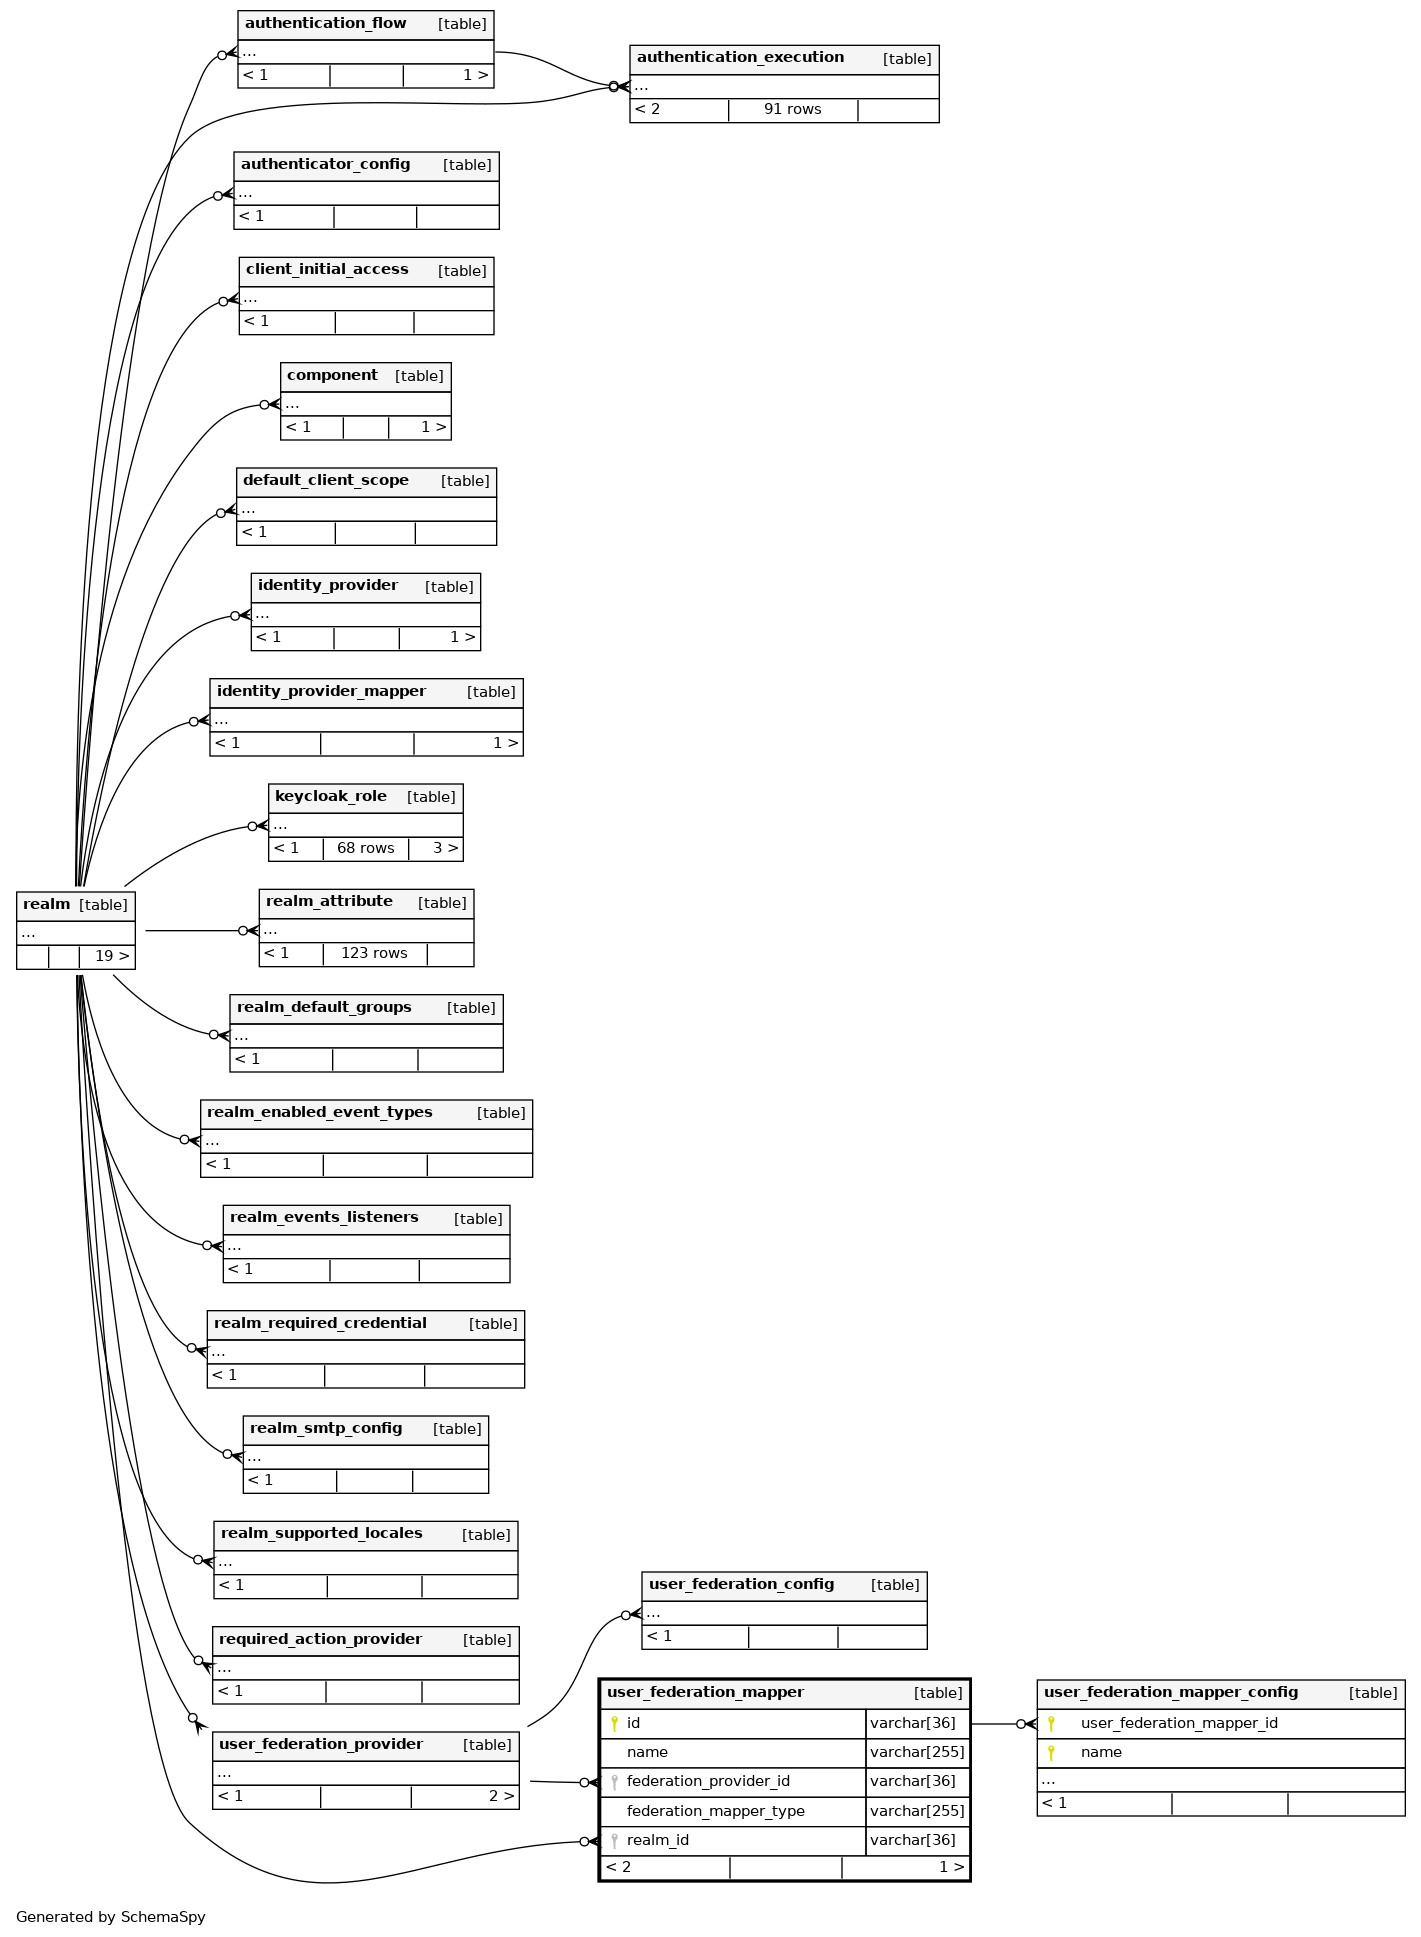 authentication_flow [table]
...
< 1 1 >
authentication_execution [table]
...
< 2 91 rows
authenticator_config [table]
...
< 1
client_initial_access [table]
...
< 1
component [table]
...
< 1 1 >
default_client_scope [table]
...
< 1
identity_provider [table]
...
< 1 1 >
identity_provider_mapper [table]
...
< 1 1 >
keycloak_role [table]
...
< 1 68 rows 3 >
realm [table]
...
19 >
realm_attribute [table]
...
< 1 123 rows
realm_default_groups [table]
...
< 1
realm_enabled_event_types [table]
...
< 1
realm_events_listeners [table]
...
< 1
realm_required_credential [table]
...
< 1
realm_smtp_config [table]
...
< 1
realm_supported_locales [table]
...
< 1
required_action_provider [table]
...
< 1
user_federation_provider [table]
...
< 1 2 >
user_federation_config [table]
...
< 1
user_federation_mapper [table]
id varchar[36]
name varchar[255]
federation_provider_id varchar[36]
federation_mapper_type varchar[255]
realm_id varchar[36]
< 2 1 >
user_federation_mapper_config [table]
user_federation_mapper_id
name
...
< 1
Generated by SchemaSpy